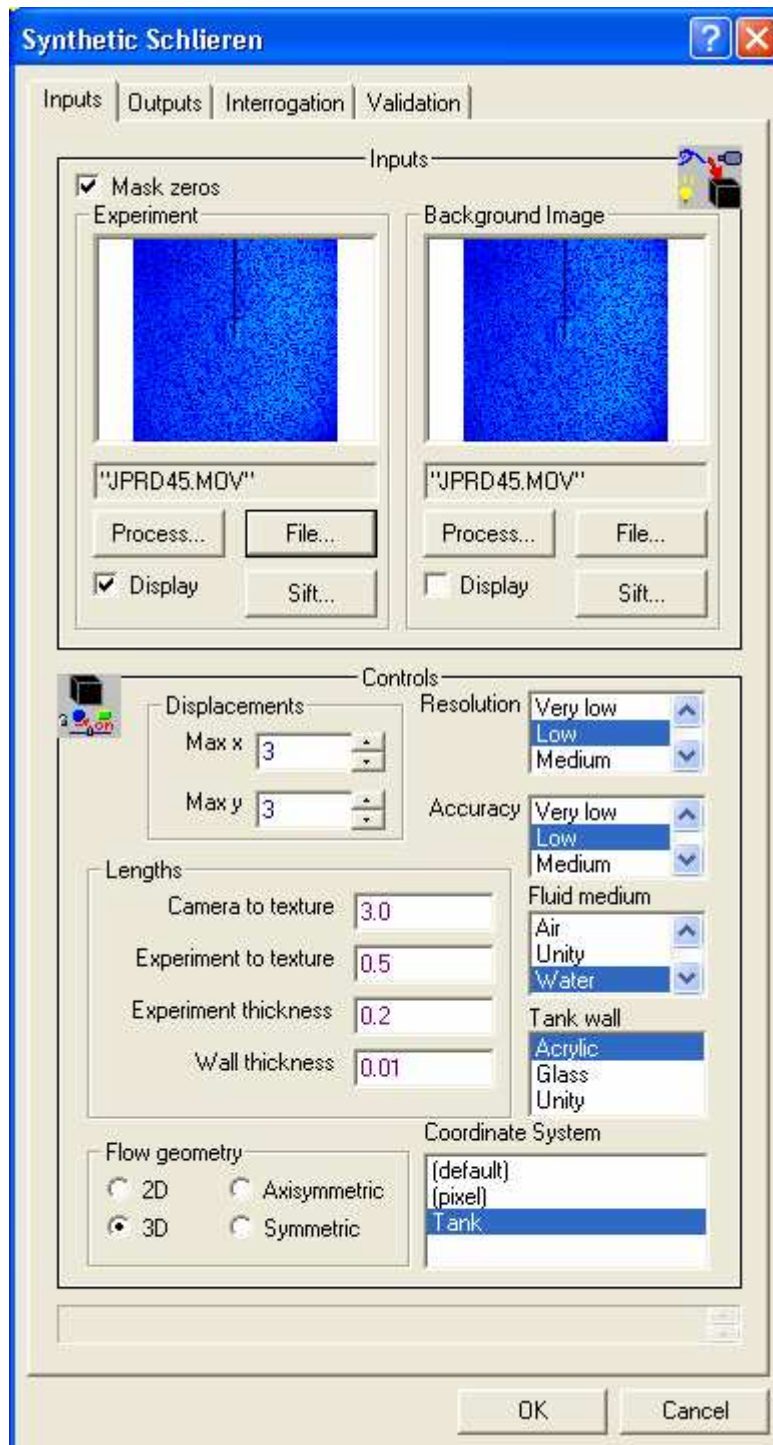 Synthetic Schlieren
Inputs Outputs Interrogation Validation
Inputs
Mask zeros
Experiment
"JPRD45.MOV"
Process... File...
Display Sift...
Background Image
"JPRD45.MOV"
Process... File...
Display Sift...
Controls
Displacements
Max x 3
Max y 3
Resolution
Very low
Low
Medium
Accuracy
Very low
Low
Medium
Lengths
Camera to texture 3.0
Experiment to texture 0.5
Experiment thickness 0.2
Wall thickness 0.01
Fluid medium
Air
Unity
Water
Tank wall
Acrylic
Glass
Unity
Flow geometry
2D Axisymmetric
3D Symmetric
Coordinate System
(default)
(pixel)
Tank
OK Cancel